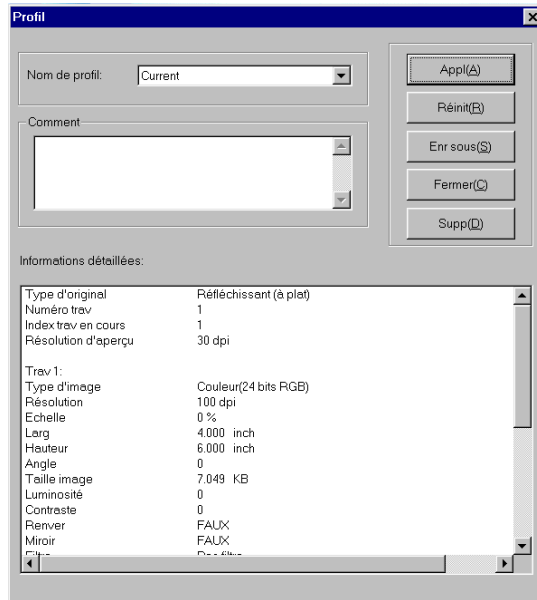 Profil
Nom de profil: Current
Appl(A)
Réinit(R)
Comment
Enr sous(S)
Fermer(C)
Supp(D)
Informations détaillées:
Type d'original Réfléchissant (à plat)
Numéro trav 1
Index trav en cours 1
Résolution d'aperçu 30 dpi
Trav 1:
Type d'image Couleur(24 bits RGB)
Résolution 100 dpi
Echelle 0 %
Larg 4.000 inch
Hauteur 6.000 inch
Angle 0
Taille image 7.049 KB
Luminosité 0
Contraste 0
Renver FAUX
Miroir FAUX